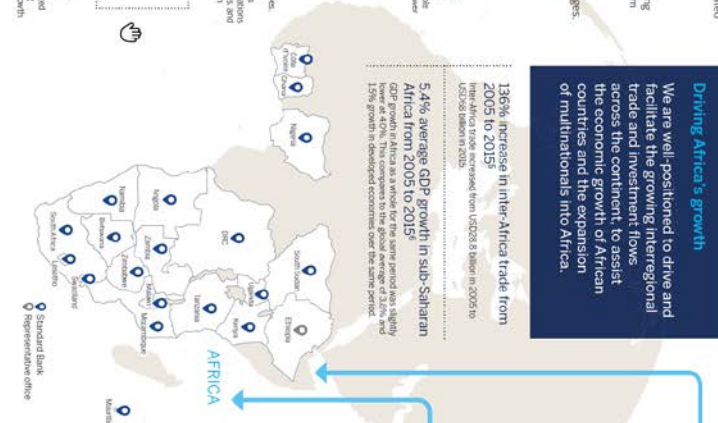 Driving Africa's growth
We are well-positioned to drive and
facilitate the growing interregional
trade and investment flows
across the continent, to assist
the economic growth of African
countries and the expansion
of multinationals into Africa.
136% increase in inter-Africa trade from
2005 to 2015⁵
Inter-Africa trade increased from USD28.8 billion in 2005 to
USD68 billion in 2015.
5.4% average GDP growth in sub-Saharan
Africa from 2005 to 2015⁶
GDP growth in Africa as a whole for the same period was slightly
lower at 4.0%. This compares to the global average of 3.8% and
1.5% growth in developed economies over the same period.
Côte
d'Ivoire
Ghana
Nigeria
South Sudan
Ethiopia
Uganda
Kenya
DRC
Tanzania
Angola
Zambia
Malawi
Mozambique
Namibia
Botswana
Zimbabwe
South Africa
Lesotho
Swaziland
AFRICA
Standard Bank
Representative office